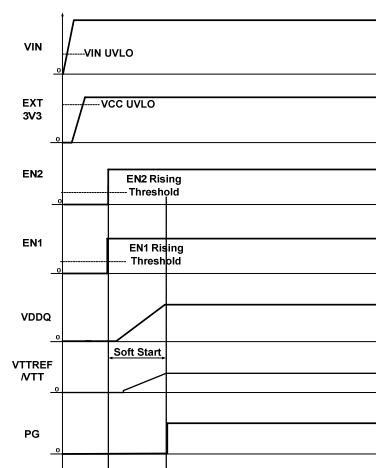 VIN
VIN UVLO
0
EXT
3V3
VCC UVLO
0
EN2
EN2 Rising
Threshold
0
EN1
EN1 Rising
Threshold
0
VDDQ
0
Soft Start
VTTREF
/VTT
0
PG
0